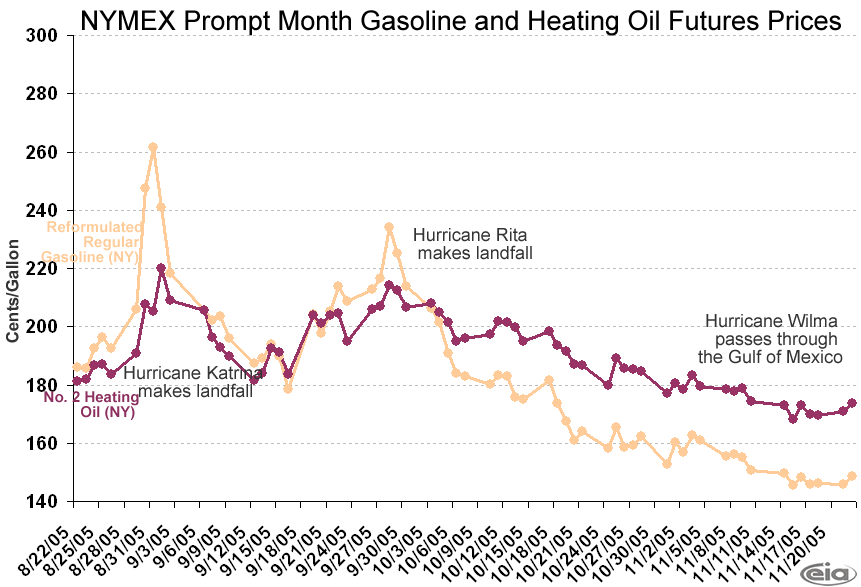 NYMEX Prompt Month Gasoline and Heating Oil Futures Prices
300
280
260
240
220
200
180
160
140
Cents/Gallon
Reformulated
Regular
Gasoline (NY)
Hurricane Rita
makes landfall
Hurricane Wilma
passes through
the Gulf of Mexico
Hurricane Katrina
makes landfall
No. 2 Heating
Oil (NY)
8/22/05
8/25/05
8/28/05
8/31/05
9/3/05
9/6/05
9/9/05
9/12/05
9/15/05
9/18/05
9/21/05
9/24/05
9/27/05
9/30/05
10/3/05
10/6/05
10/9/05
10/12/05
10/15/05
10/18/05
10/21/05
10/24/05
10/27/05
10/30/05
11/2/05
11/5/05
11/8/05
11/11/05
11/14/05
11/17/05
11/20/05
eia